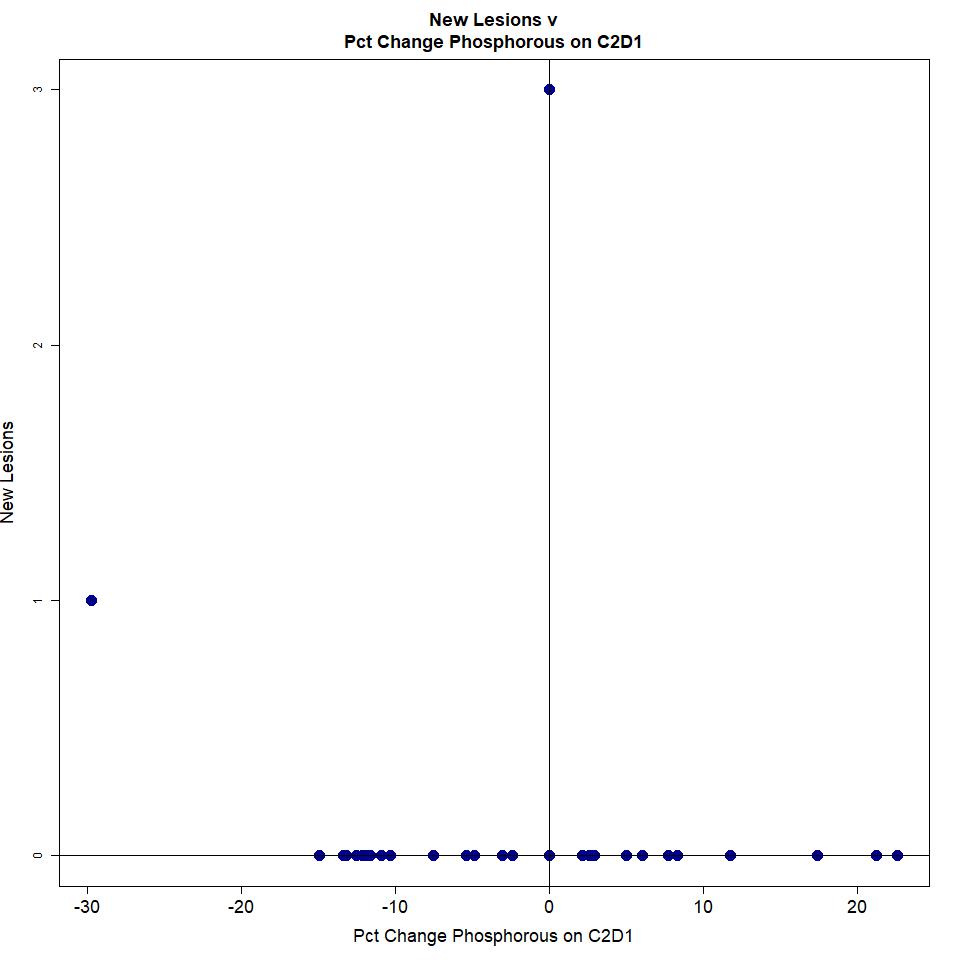 New Lesions v
Pct Change Phosphorous on C2D1
3
2
1
0
New Lesions
-30 -20 -10 0 10 20
Pct Change Phosphorous on C2D1